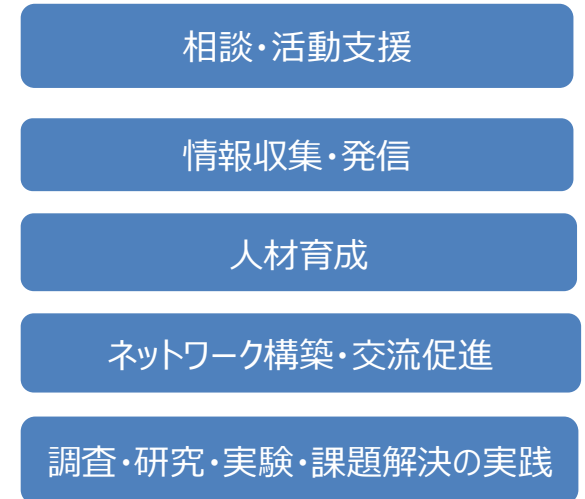 相談・活動支援
情報収集・発信
人材育成
ネットワーク構築・交流促進
調査・研究・実験・課題解決の実践